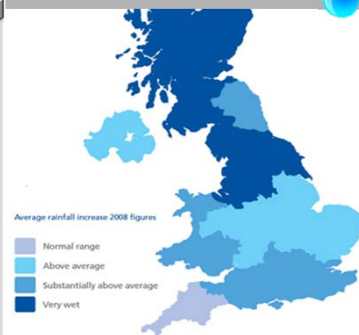 Average rainfall increase 2008 figures
Normal range
Above average
Substantially above average
Very wet